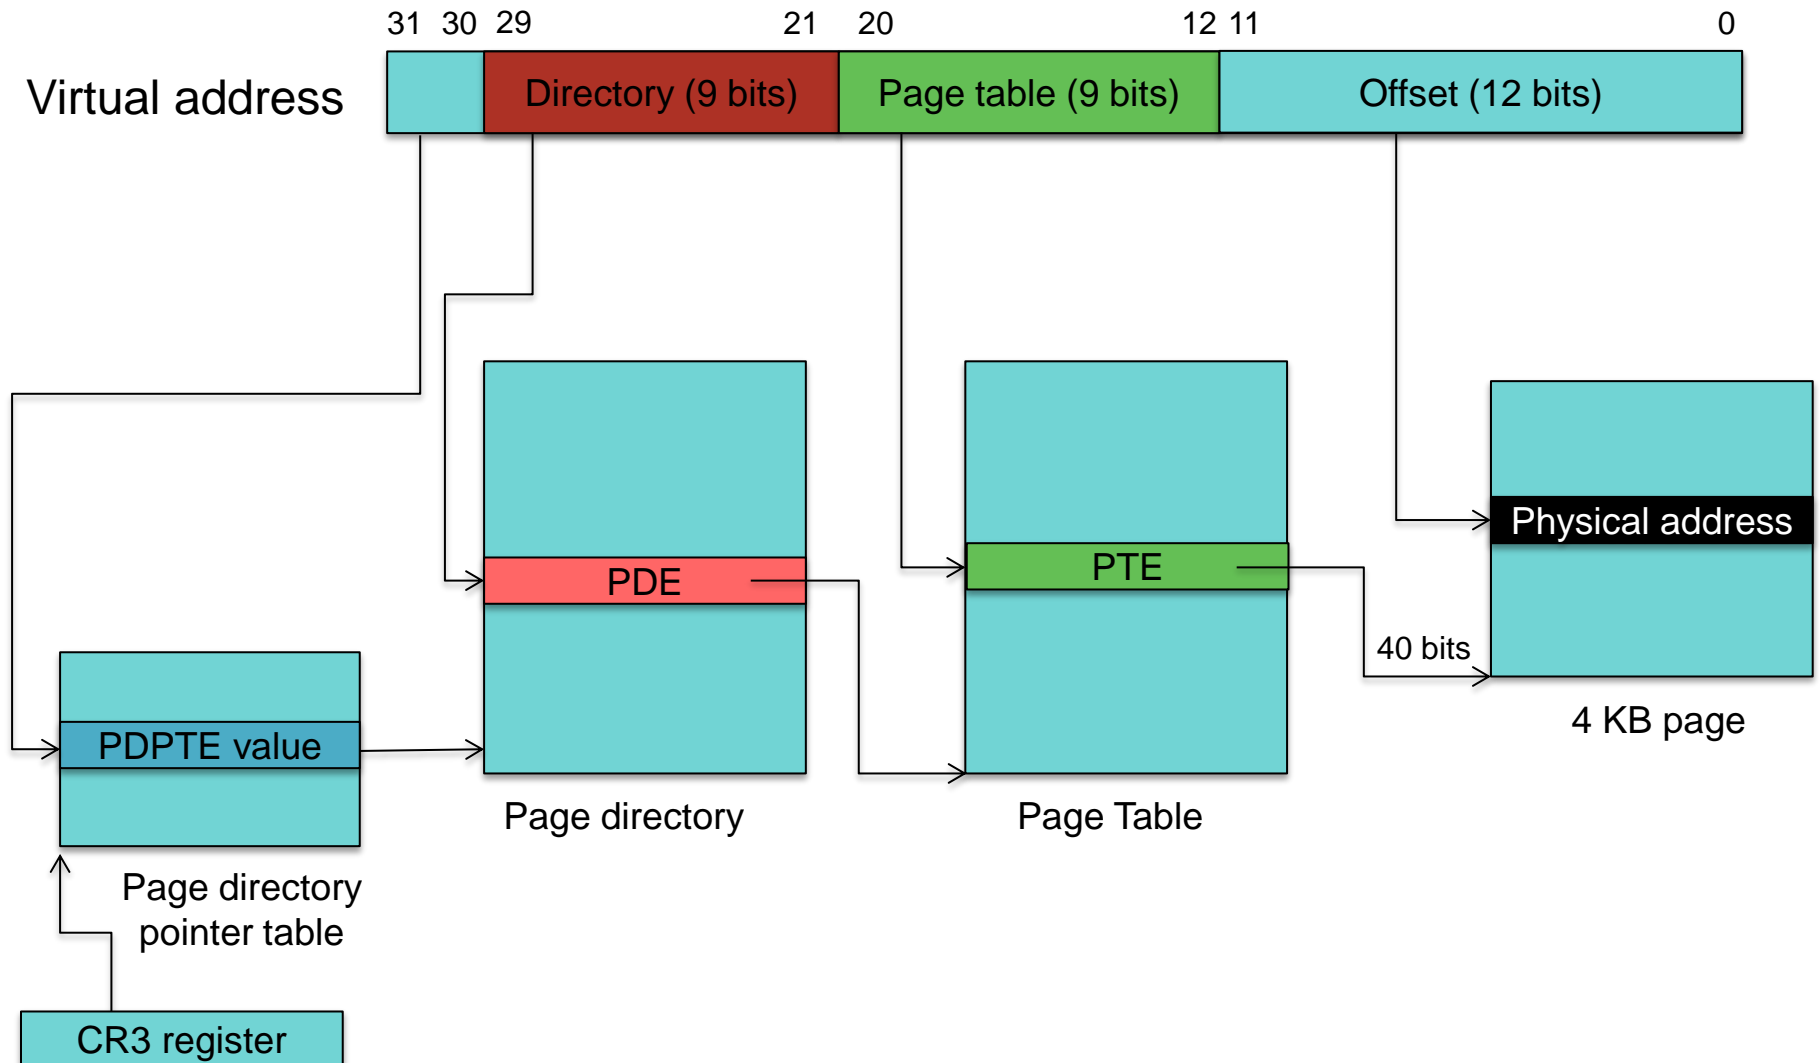 31 30 29 21 20 12 11 0
Virtual address
Directory (9 bits)
Page table (9 bits)
Offset (12 bits)
Physical address
PDE
PTE
40 bits
4 KB page
PDPTE value
Page directory
Page Table
Page directory
pointer table
CR3 register